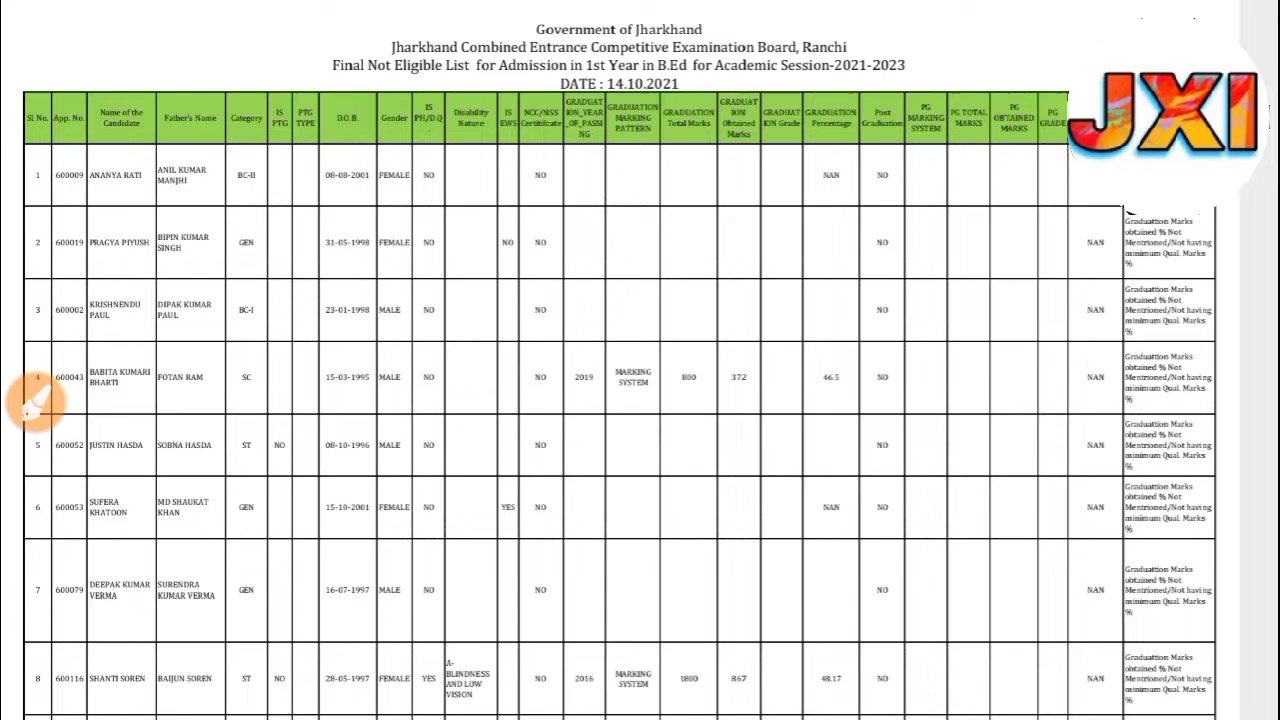 Government of Jharkhand
Jharkhand Combined Entrance Competitive Examination Board, Ranchi
Final Not Eligible List for Admission in 1st Year in B.Ed for Academic Session-2021-2023
DATE : 14.10.2021
JXI
Sl. No. App. No. Name of the Candidate Father's Name Category IS PTG PTG TYPE D.O.B. Gender IS PH/D.Q. Disability Nature IS EWS NCC/NSS Certitifcate GRADUATION_YEAR_OF_PASSING GRADUATION MARKING PATTERN GRADUATION Total Marks GRADUATION Obtained Marks GRADUATION Grade GRADUATION Percentage Post Graduation PG MARKING SYSTEM PG TOTAL MARKS PG OBTAINED MARKS PG GRADE
1 600009 ANANYA RATI ANIL KUMAR MANJHI BC-II 08-08-2001 FEMALE NO NO NAN NO
2 600019 PRAGYA PIYUSH BIPIN KUMAR SINGH GEN 31-05-1998 FEMALE NO NO NO NO NAN Graduattion Marks obtained % Not Mentrioned/Not having minimum Qual. Marks %
3 600002 KRISHNENDU PAUL DIPAK KUMAR PAUL BC-I 23-01-1998 MALE NO NO NO NAN Graduattion Marks obtained % Not Mentrioned/Not having minimum Qual. Marks %
4 600043 BABITA KUMARI BHARTI FOTAN RAM SC 15-03-1995 MALE NO NO 2019 MARKING SYSTEM 800 372 46.5 NO NAN Graduattion Marks obtained % Not Mentrioned/Not having minimum Qual. Marks %
5 600052 JUSTIN HASDA SOBNA HASDA ST NO 08-10-1996 MALE NO NO NO NAN Graduattion Marks obtained % Not Mentrioned/Not having minimum Qual. Marks %
6 600053 SUFERA KHATOON MD SHAUKAT KHAN GEN 15-10-2001 FEMALE NO YES NO NAN NO NAN Graduattion Marks obtained % Not Mentrioned/Not having minimum Qual. Marks %
7 600079 DEEPAK KUMAR VERMA SURENDRA KUMAR VERMA GEN 16-07-1997 MALE NO NO NO NAN Graduattion Marks obtained % Not Mentrioned/Not having minimum Qual. Marks %
8 600116 SHANTI SOREN BAIJUN SOREN ST NO 28-05-1997 FEMALE YES A-BLINDNESS AND LOW VISION NO 2016 MARKING SYSTEM 1800 867 48.17 NO NAN Graduattion Marks obtained % Not Mentrioned/Not having minimum Qual. Marks %